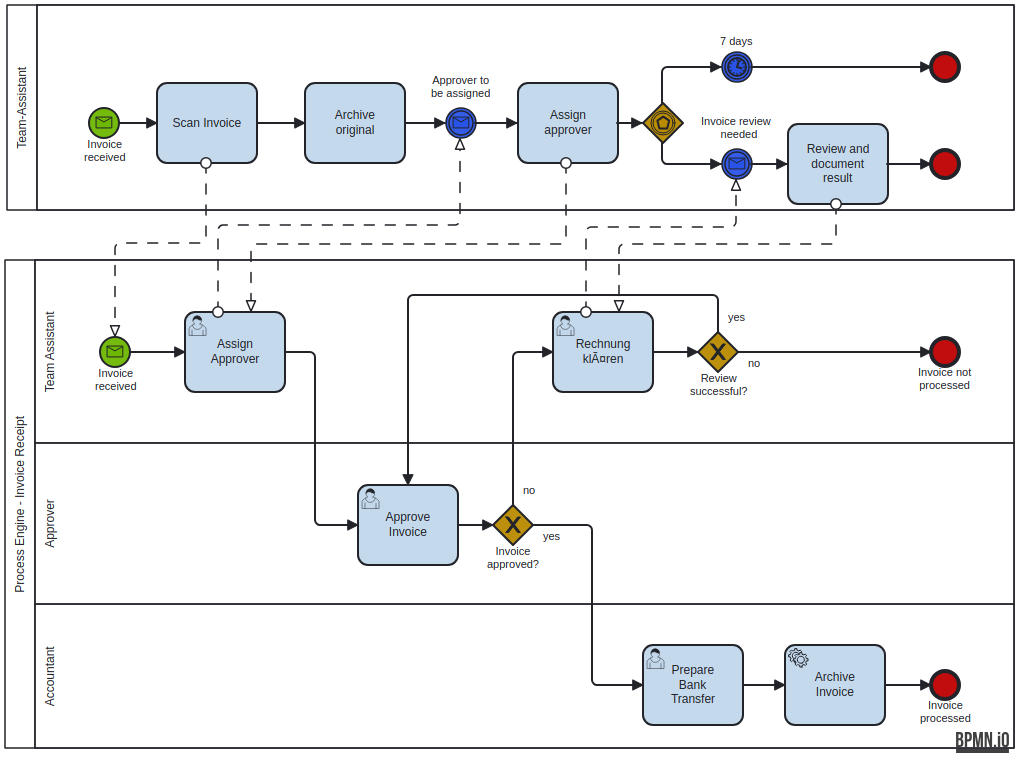 Team-Assistant
7 days
Approver to
be assigned
Scan Invoice
Archive
original
Assign
approver
Invoice review
needed
Invoice
received
Review and
document
result
Process Engine - Invoice Receipt
Team Assistant
Assign
Approver
Rechnung
klÃ¤ren
yes
no
Invoice
received
Review
successful?
Invoice not
processed
Approver
no
Approve
Invoice
yes
Invoice
approved?
Accountant
Prepare
Bank
Transfer
Archive
Invoice
Invoice
processed
BPMN.iO